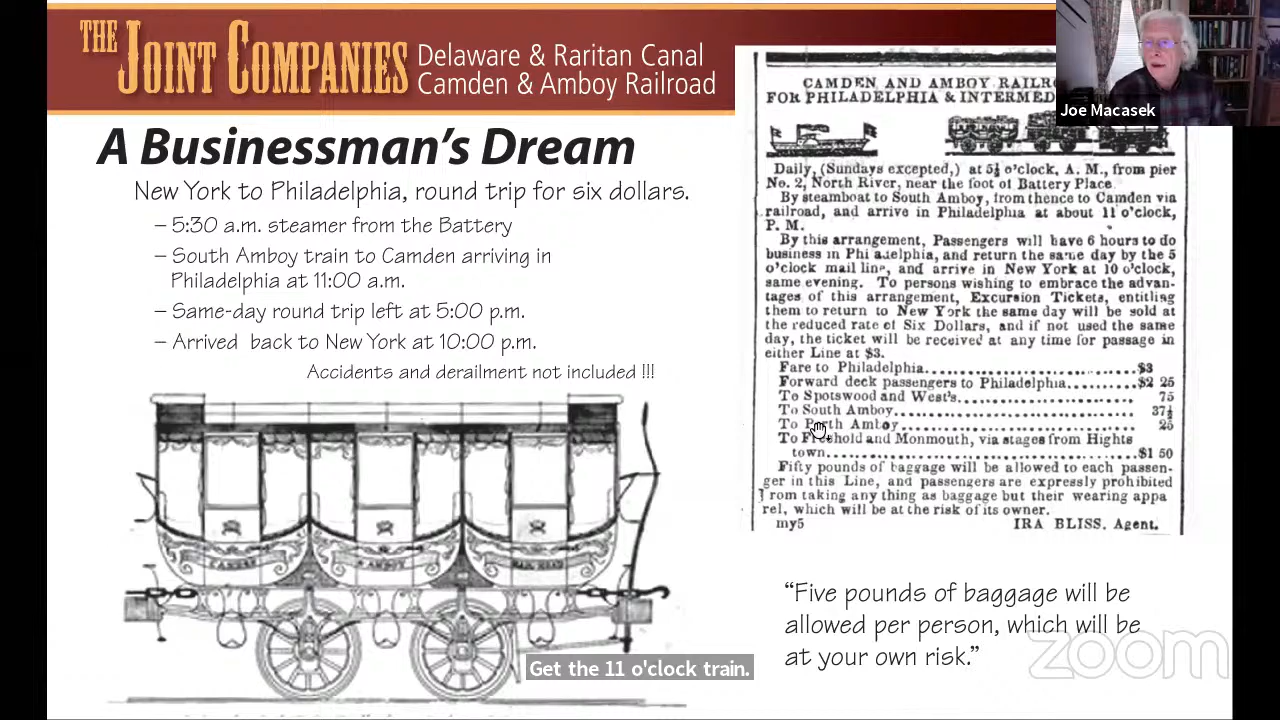 THE JOINT COMPANIES
Delaware & Raritan Canal
Camden & Amboy Railroad
A Businessman's Dream
New York to Philadelphia, round trip for six dollars.
– 5:30 a.m. steamer from the Battery
– South Amboy train to Camden arriving in
Philadelphia at 11:00 a.m.
– Same-day round trip left at 5:00 p.m.
– Arrived back to New York at 10:00 p.m.
Accidents and derailment not included !!!
CAMDEN AND AMBOY
FOR PHILADELPHIA &
Daily, (Sundays excepted,) at 5½ o'clock, A. M., from pier
No. 2, North River, near the foot of Battery Place.
By steamboat to South Amboy, from thence to Camden via
railroad, and arrive in Philadelphia at about 11 o'clock,
P. M.
By this arrangement, Passengers will have 6 hours to do
business in Phi adelphia, and return the same day by the 5
o'clock mail line, and arrive in New York at 10 o'clock,
same evening. To persons wishing to embrace the advan-
tages of this arrangement, Excursion Tickets, entitling
them to return to New York the same day will be sold at
the reduced rate of Six Dollars, and if not used the same
day, the ticket will be received at any time for passage in
either Line at $3.
Fare to Philadelphia..............................$3
Forward deck passengers to Philadelphia..........$2 25
To Spotswood and West's........................... 75
To South Amboy.................................... 37½
To Perth Amboy.................................... 25
To Freehold and Monmouth, via stages from Hights
town..............................................$1 50
Fifty pounds of baggage will be allowed to each passen-
ger in this Line, and passengers are expressly prohibited
from taking any thing as baggage but their wearing appa
rel, which will be at the risk of its owner.
my5 IRA BLISS, Agent.
"Five pounds of baggage will be
allowed per person, which will be
at your own risk."
Joe Macasek
Get the 11 o'clock train.
zoom